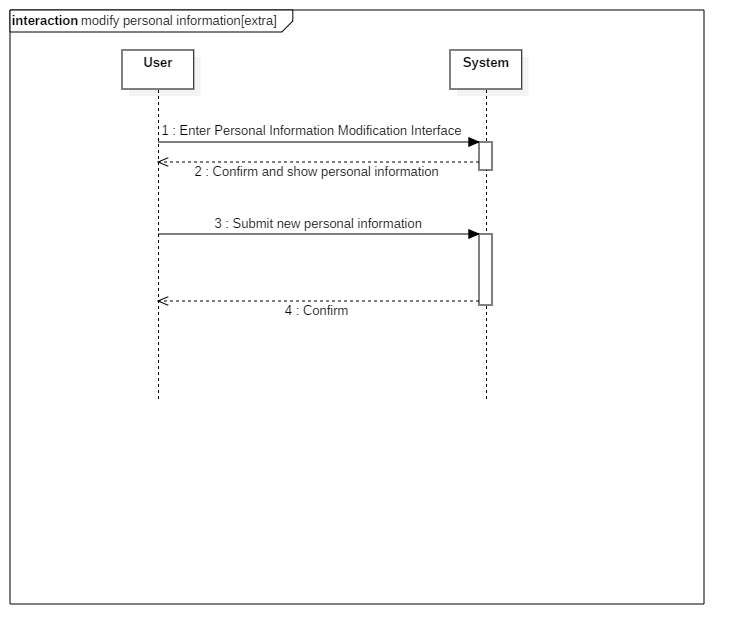 interaction modify personal information[extra]
User
System
1 : Enter Personal Information Modification Interface
2 : Confirm and show personal information
3 : Submit new personal information
4 : Confirm